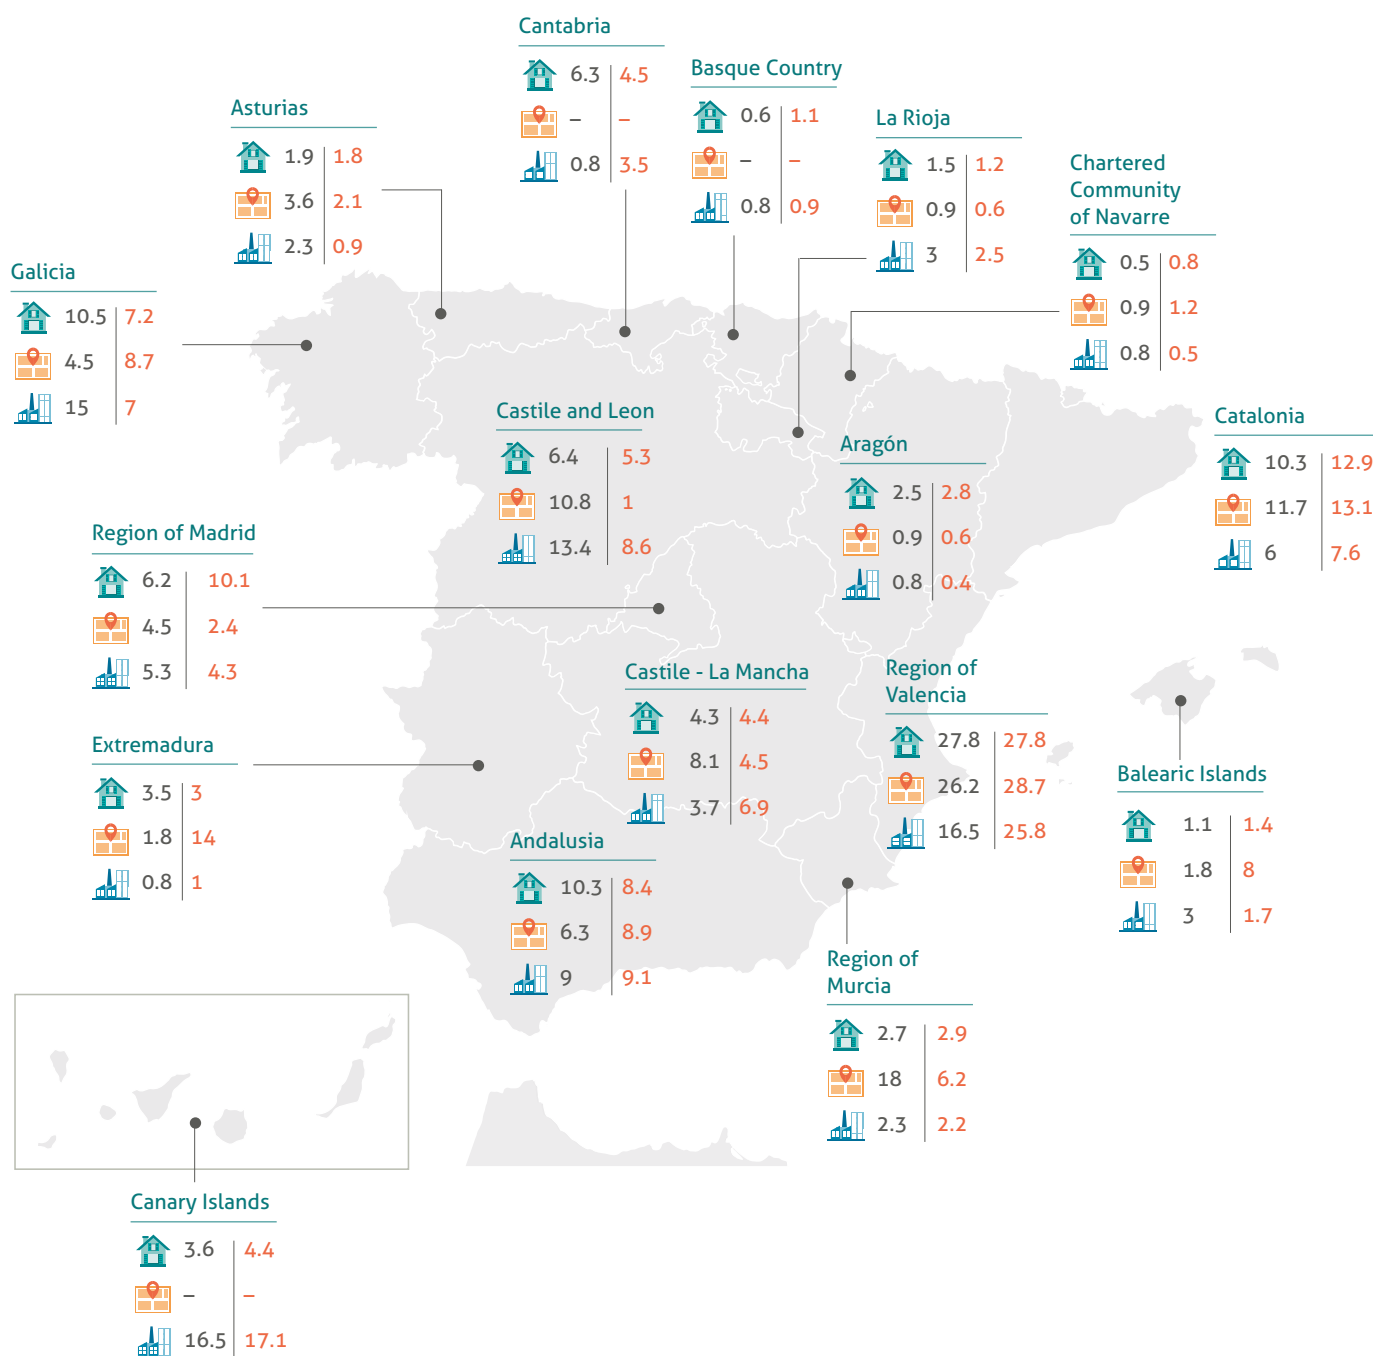 Cantabria
6.3 4.5
– –
0.8 3.5
Basque Country
0.6 1.1
– –
0.8 0.9
Asturias
1.9 1.8
3.6 2.1
2.3 0.9
La Rioja
1.5 1.2
0.9 0.6
3 2.5
Chartered
Community
of Navarre
0.5 0.8
0.9 1.2
0.8 0.5
Galicia
10.5 7.2
4.5 8.7
15 7
Castile and Leon
6.4 5.3
10.8 1
13.4 8.6
Aragón
2.5 2.8
0.9 0.6
0.8 0.4
Catalonia
10.3 12.9
11.7 13.1
6 7.6
Region of Madrid
6.2 10.1
4.5 2.4
5.3 4.3
Castile - La Mancha
4.3 4.4
8.1 4.5
3.7 6.9
Region of
Valencia
27.8 27.8
26.2 28.7
16.5 25.8
Extremadura
3.5 3
1.8 14
0.8 1
Balearic Islands
1.1 1.4
1.8 8
3 1.7
Andalusia
10.3 8.4
6.3 8.9
9 9.1
Region of
Murcia
2.7 2.9
18 6.2
2.3 2.2
Canary Islands
3.6 4.4
– –
16.5 17.1